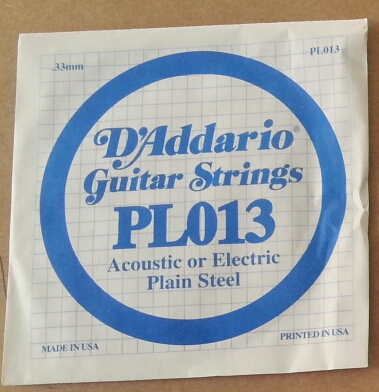 .33mm
PL013
D'Addario®
Guitar Strings
PL013
Acoustic or Electric
Plain Steel
MADE IN USA
PRINTED IN USA